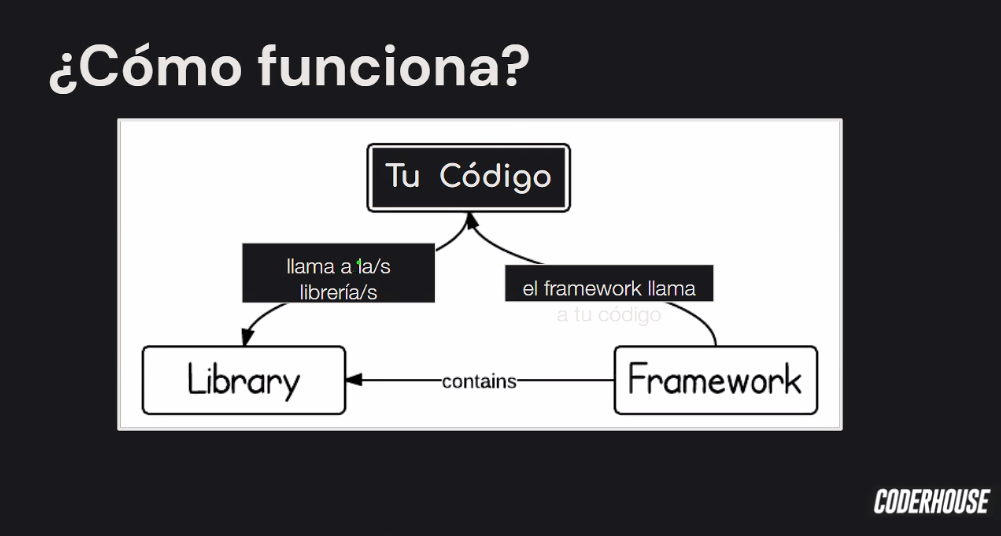 ¿Cómo funciona?
Tu Código
llama a la/s
librería/s
el framework llama
a tu código
Library
contains
Framework
CODERHOUSE